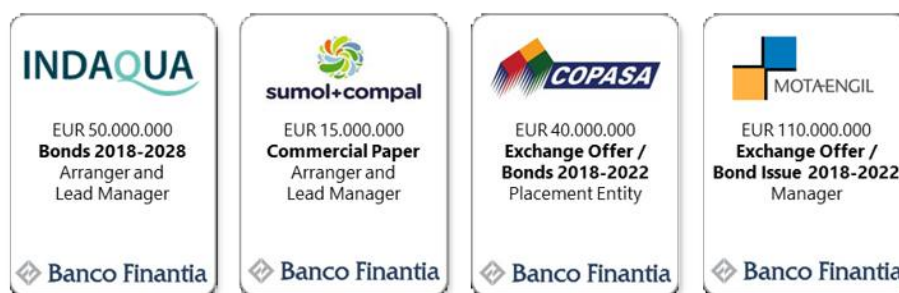 INDAQUA
EUR 50.000.000
Bonds 2018-2028
Arranger and
Lead Manager
Banco Finantia
sumol+compal
EUR 15.000.000
Commercial Paper
Arranger and
Lead Manager
Banco Finantia
COPASA
EUR 40.000.000
Exchange Offer /
Bonds 2018-2022
Placement Entity
Banco Finantia
MOTA-ENGIL
EUR 110.000.000
Exchange Offer /
Bond Issue 2018-2022
Manager
Banco Finantia